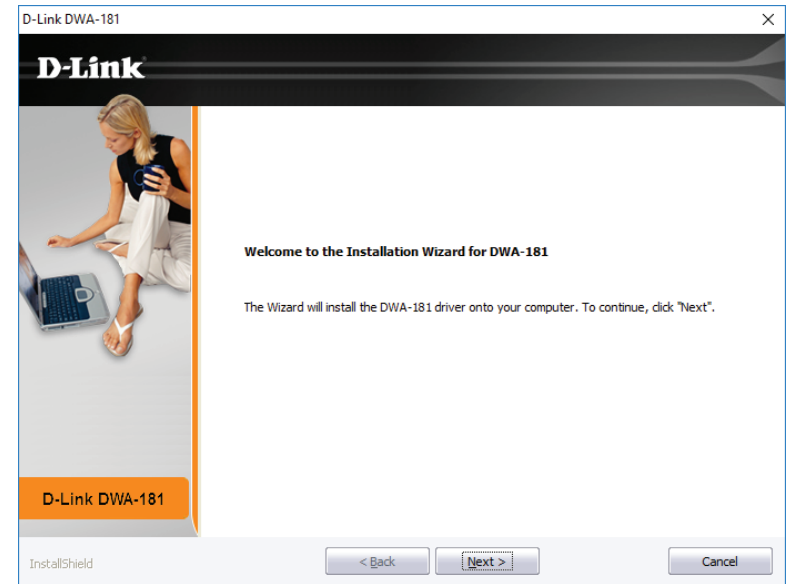 D-Link DWA-181
D-Link
Welcome to the Installation Wizard for DWA-181
The Wizard will install the DWA-181 driver onto your computer. To continue, click "Next".
D-Link DWA-181
InstallShield
< Back
Next >
Cancel